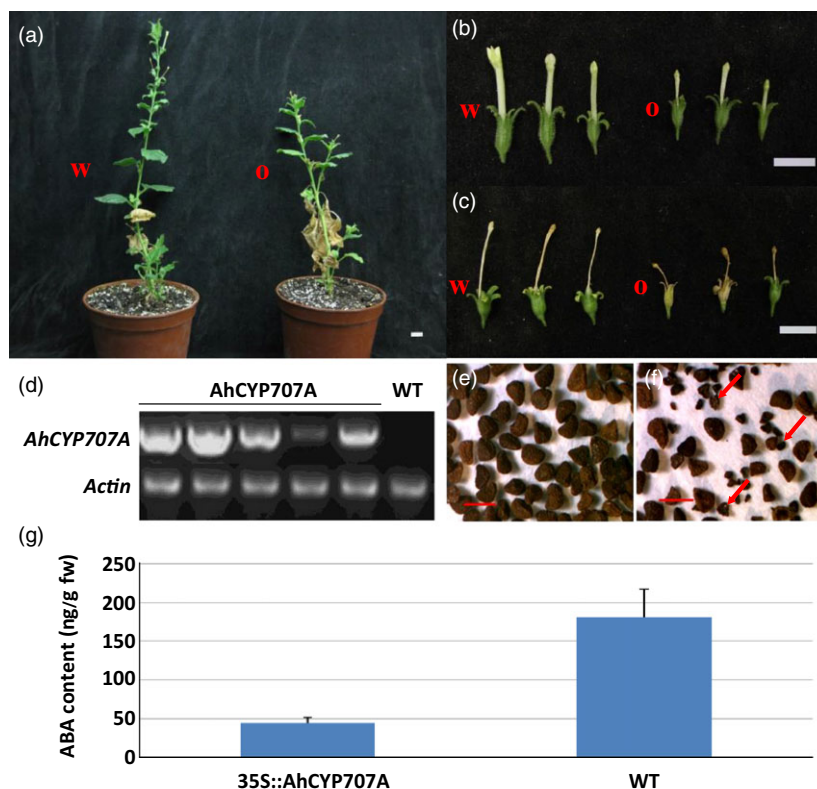 (a)
W
O
(b)
W
O
(c)
W
O
(d)
AhCYP707A WT
AhCYP707A
Actin
(e)
(f)
(g)
ABA content (ng/g fw)
250
200
150
100
50
0
35S::AhCYP707A
WT